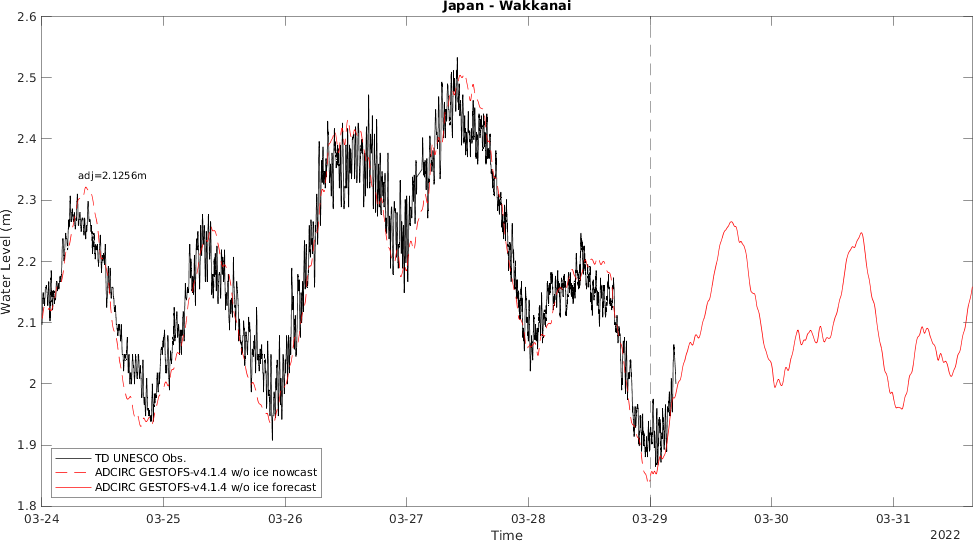 Japan - Wakkanai
2.6
2.5
2.4
2.3
2.2
2.1
2
1.9
1.8
Water Level (m)
adj=2.1256m
TD UNESCO Obs.
ADCIRC GESTOFS-v4.1.4 w/o ice nowcast
ADCIRC GESTOFS-v4.1.4 w/o ice forecast
03-24 03-25 03-26 03-27 03-28 03-29 03-30 03-31
Time
2022